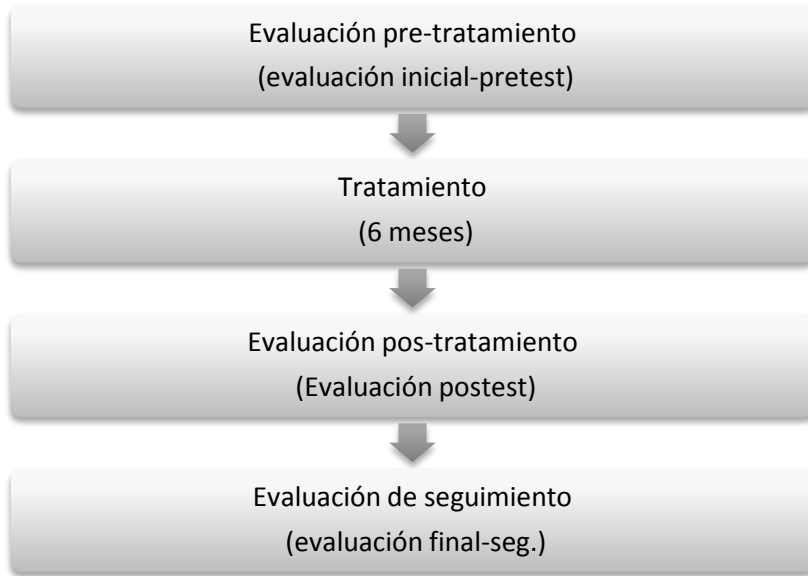 Evaluación pre-tratamiento
(evaluación inicial-pretest)
Tratamiento
(6 meses)
Evaluación pos-tratamiento
(Evaluación postest)
Evaluación de seguimiento
(evaluación final-seg.)